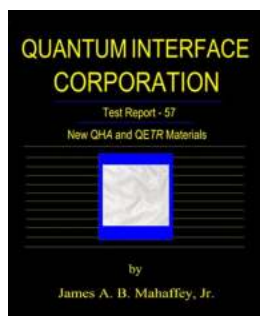 QUANTUM INTERFACE
CORPORATION
Test Report - 57
New QHA and QETR Materials
by
James A. B. Mahaffey, Jr.